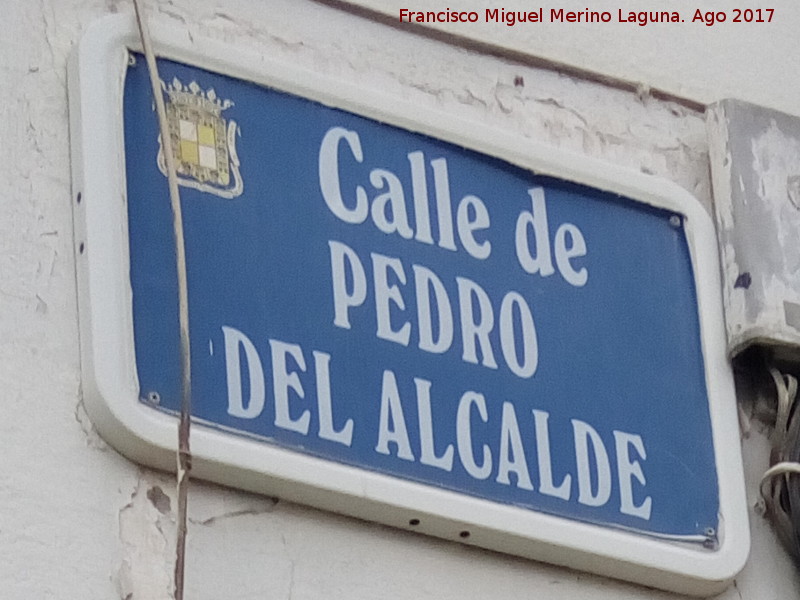 Francisco Miguel Merino Laguna. Ago 2017
Calle de
PEDRO
DEL ALCALDE